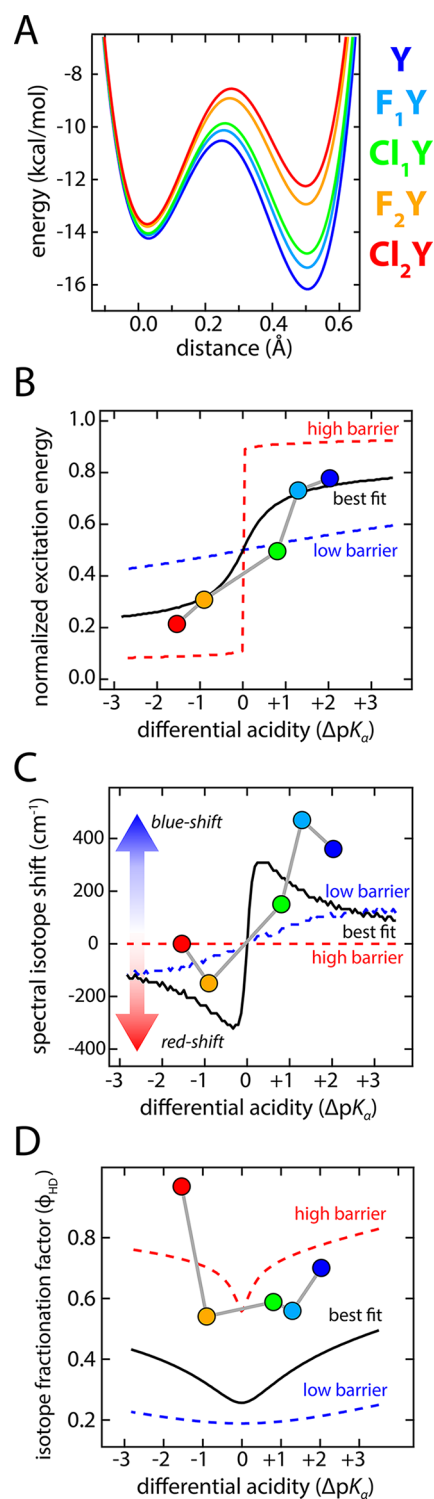 A
energy (kcal/mol)
-8
-10
-12
-14
-16
0.0 0.2 0.4 0.6
distance (Å)
Y
F₁Y
Cl₁Y
F₂Y
Cl₂Y
B
normalized excitation energy
1.0
0.8
0.6
0.4
0.2
0.0
high barrier
best fit
low barrier
-3 -2 -1 0 +1 +2 +3
differential acidity (ΔpKₐ)
C
spectral isotope shift (cm⁻¹)
400
200
0
-200
-400
blue-shift
low barrier
best fit
high barrier
red-shift
-3 -2 -1 0 +1 +2 +3
differential acidity (ΔpKₐ)
D
isotope fractionation factor (ϕHD)
0.8
0.6
0.4
0.2
high barrier
best fit
low barrier
-3 -2 -1 0 +1 +2 +3
differential acidity (ΔpKₐ)